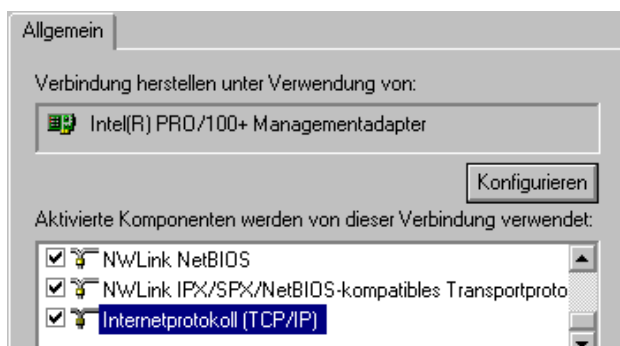 Allgemein
Verbindung herstellen unter Verwendung von:
Intel(R) PRO/100+ Managementadapter
Konfigurieren
Aktivierte Komponenten werden von dieser Verbindung verwendet:
NWLink NetBIOS
NWLink IPX/SPX/NetBIOS-kompatibles Transportproto
Internetprotokoll (TCP/IP)